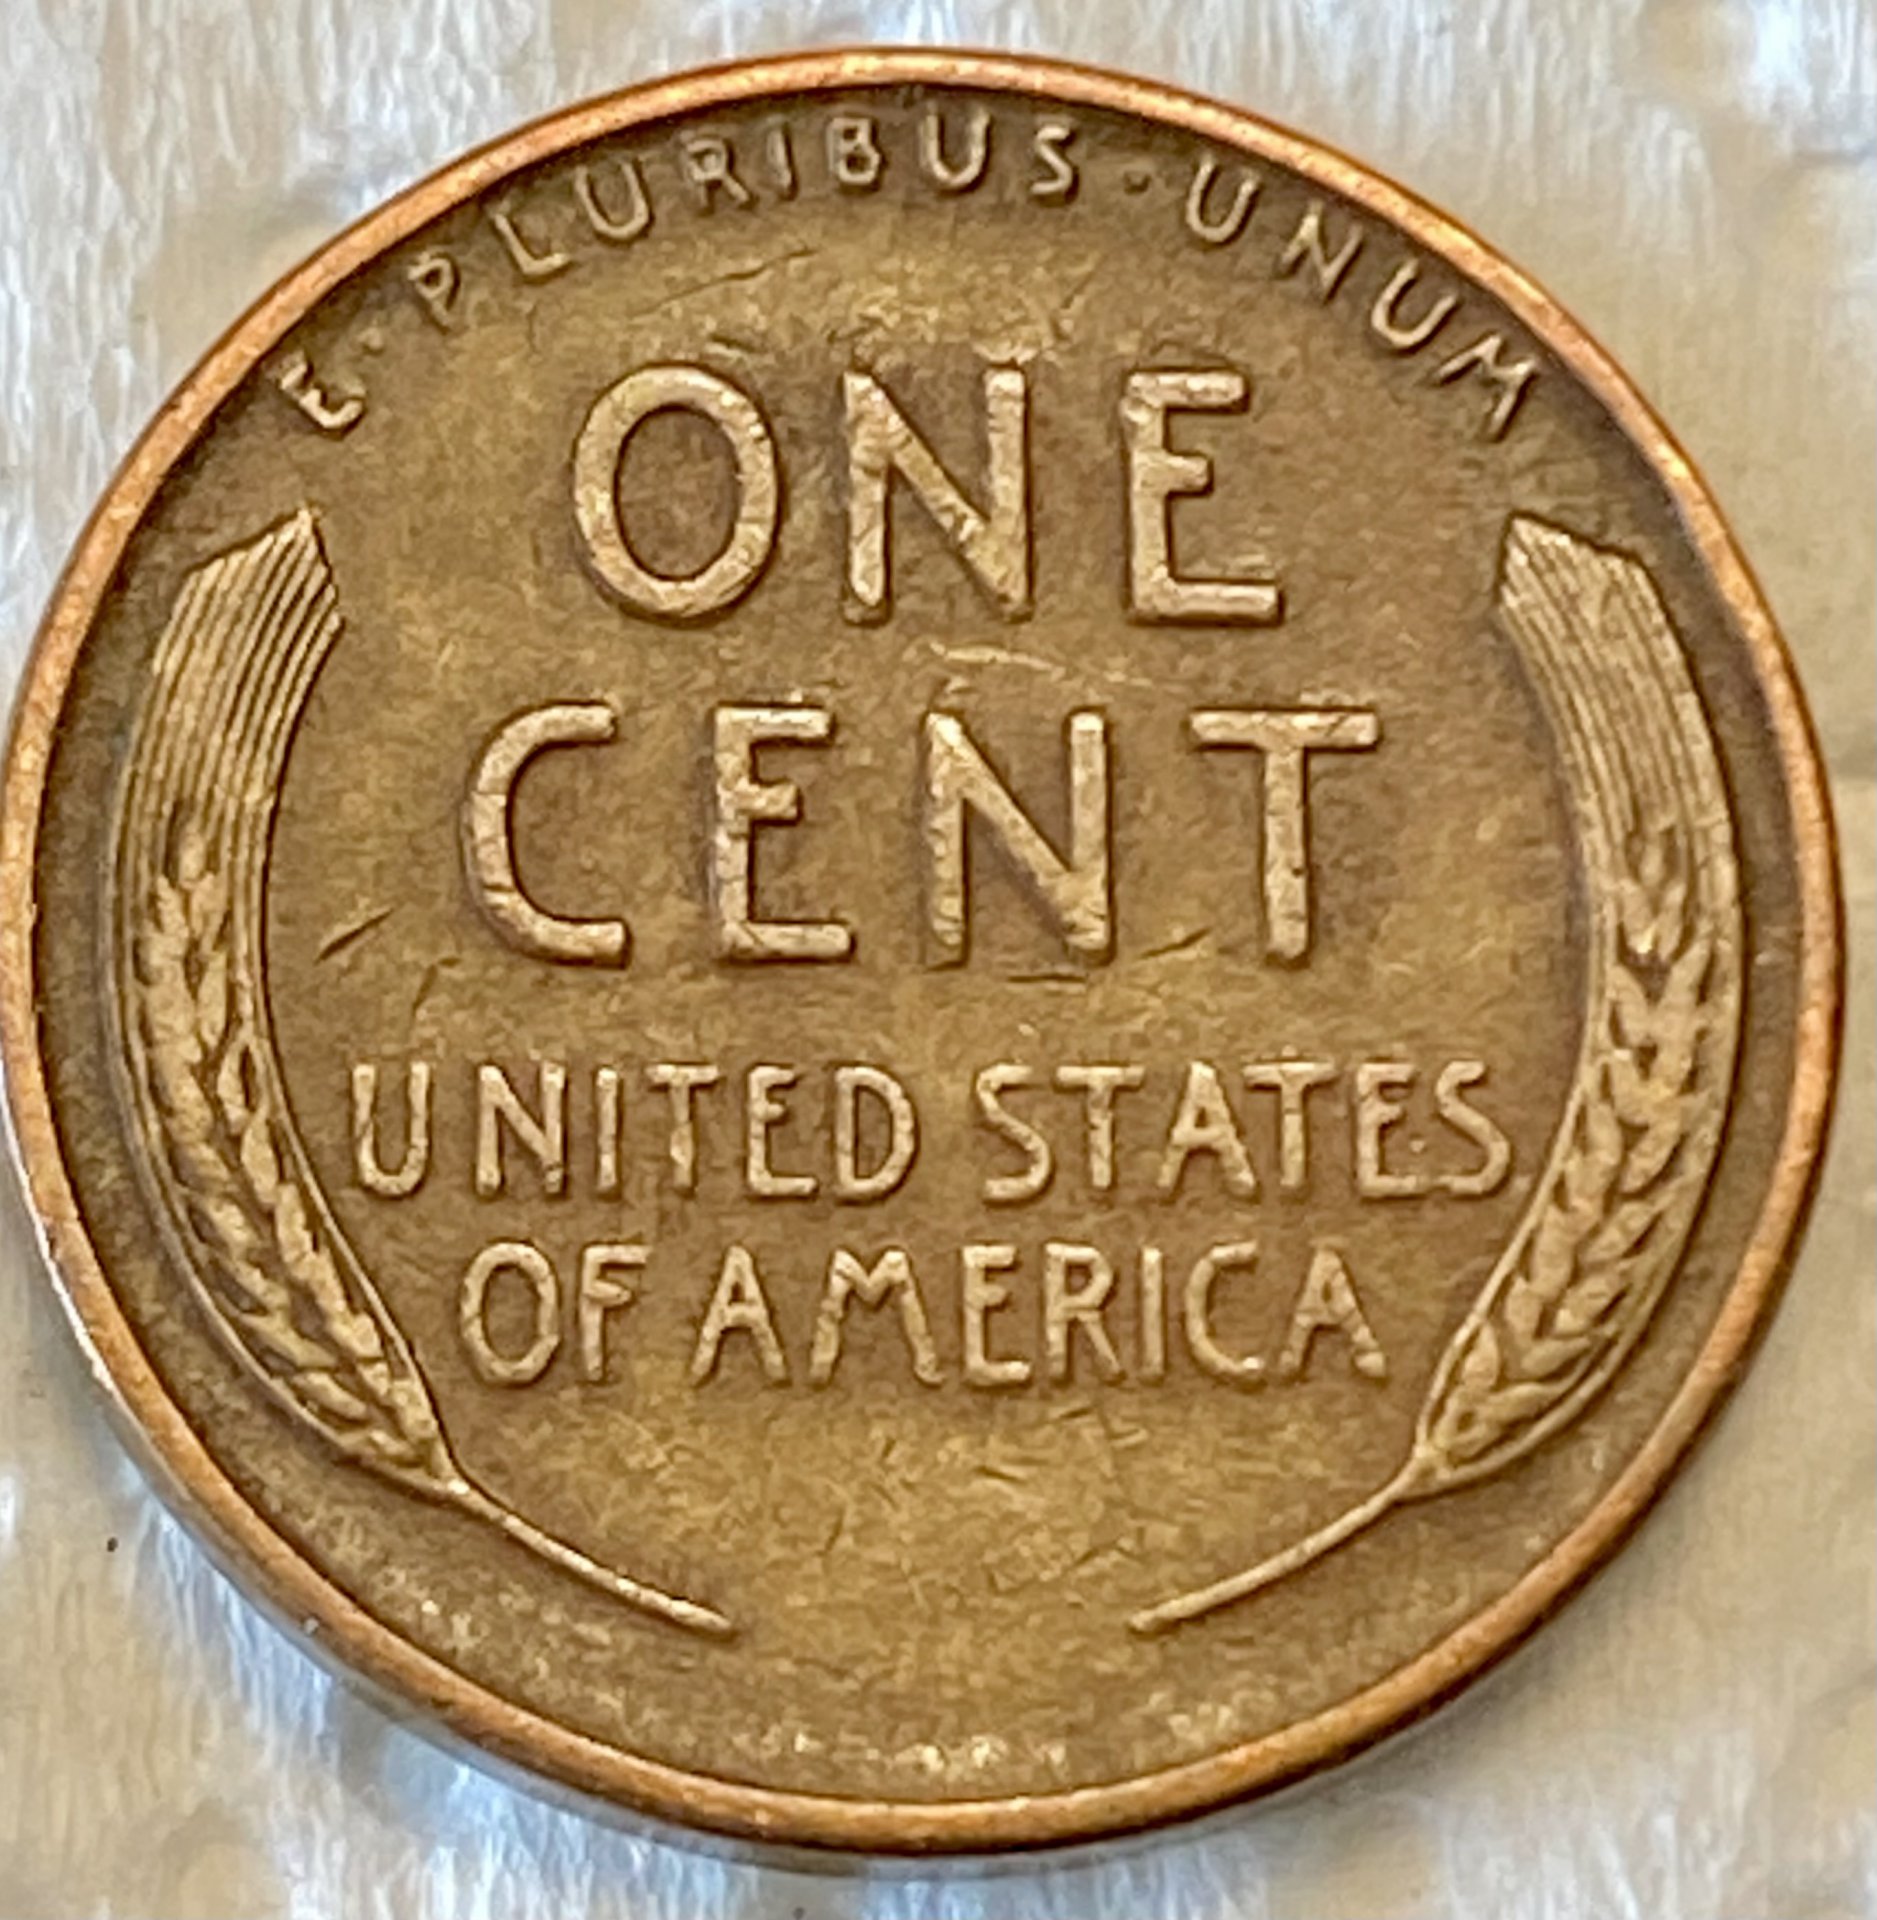 E·PLURIBUS·UNUM
ONE
CENT
UNITED STATES
OF AMERICA